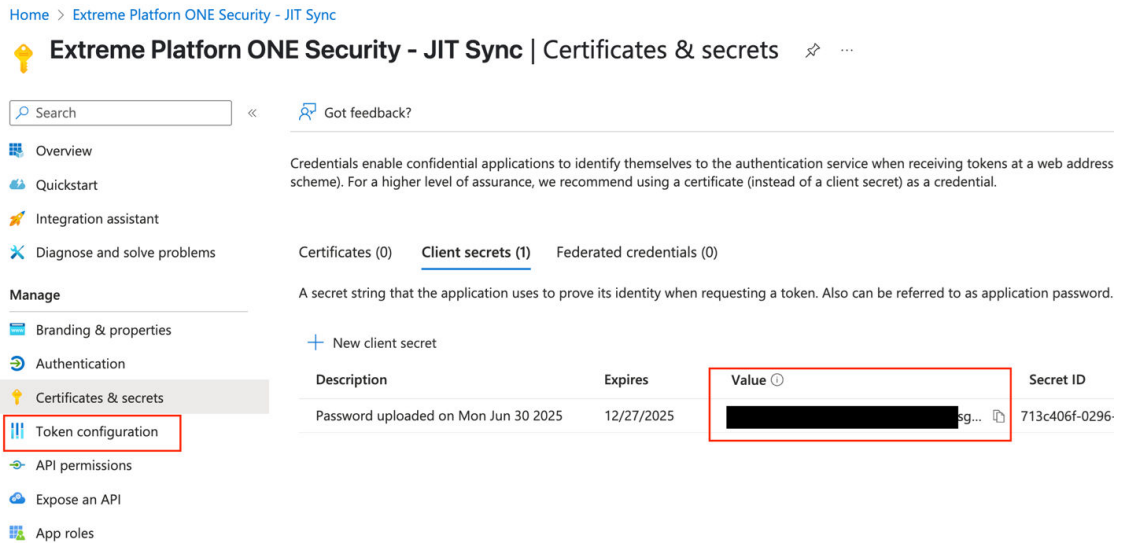 Home > Extreme Platforn ONE Security - JIT Sync
Extreme Platforn ONE Security - JIT Sync | Certificates & secrets
Search
Got feedback?
Overview
Quickstart
Integration assistant
Diagnose and solve problems
Manage
Branding & properties
Authentication
Certificates & secrets
Token configuration
API permissions
Expose an API
App roles
Credentials enable confidential applications to identify themselves to the authentication service when receiving tokens at a web address
scheme). For a higher level of assurance, we recommend using a certificate (instead of a client secret) as a credential.
Certificates (0) Client secrets (1) Federated credentials (0)
A secret string that the application uses to prove its identity when requesting a token. Also can be referred to as application password.
New client secret
Description Expires Value Secret ID
Password uploaded on Mon Jun 30 2025 12/27/2025 sg... 713c406f-0296-